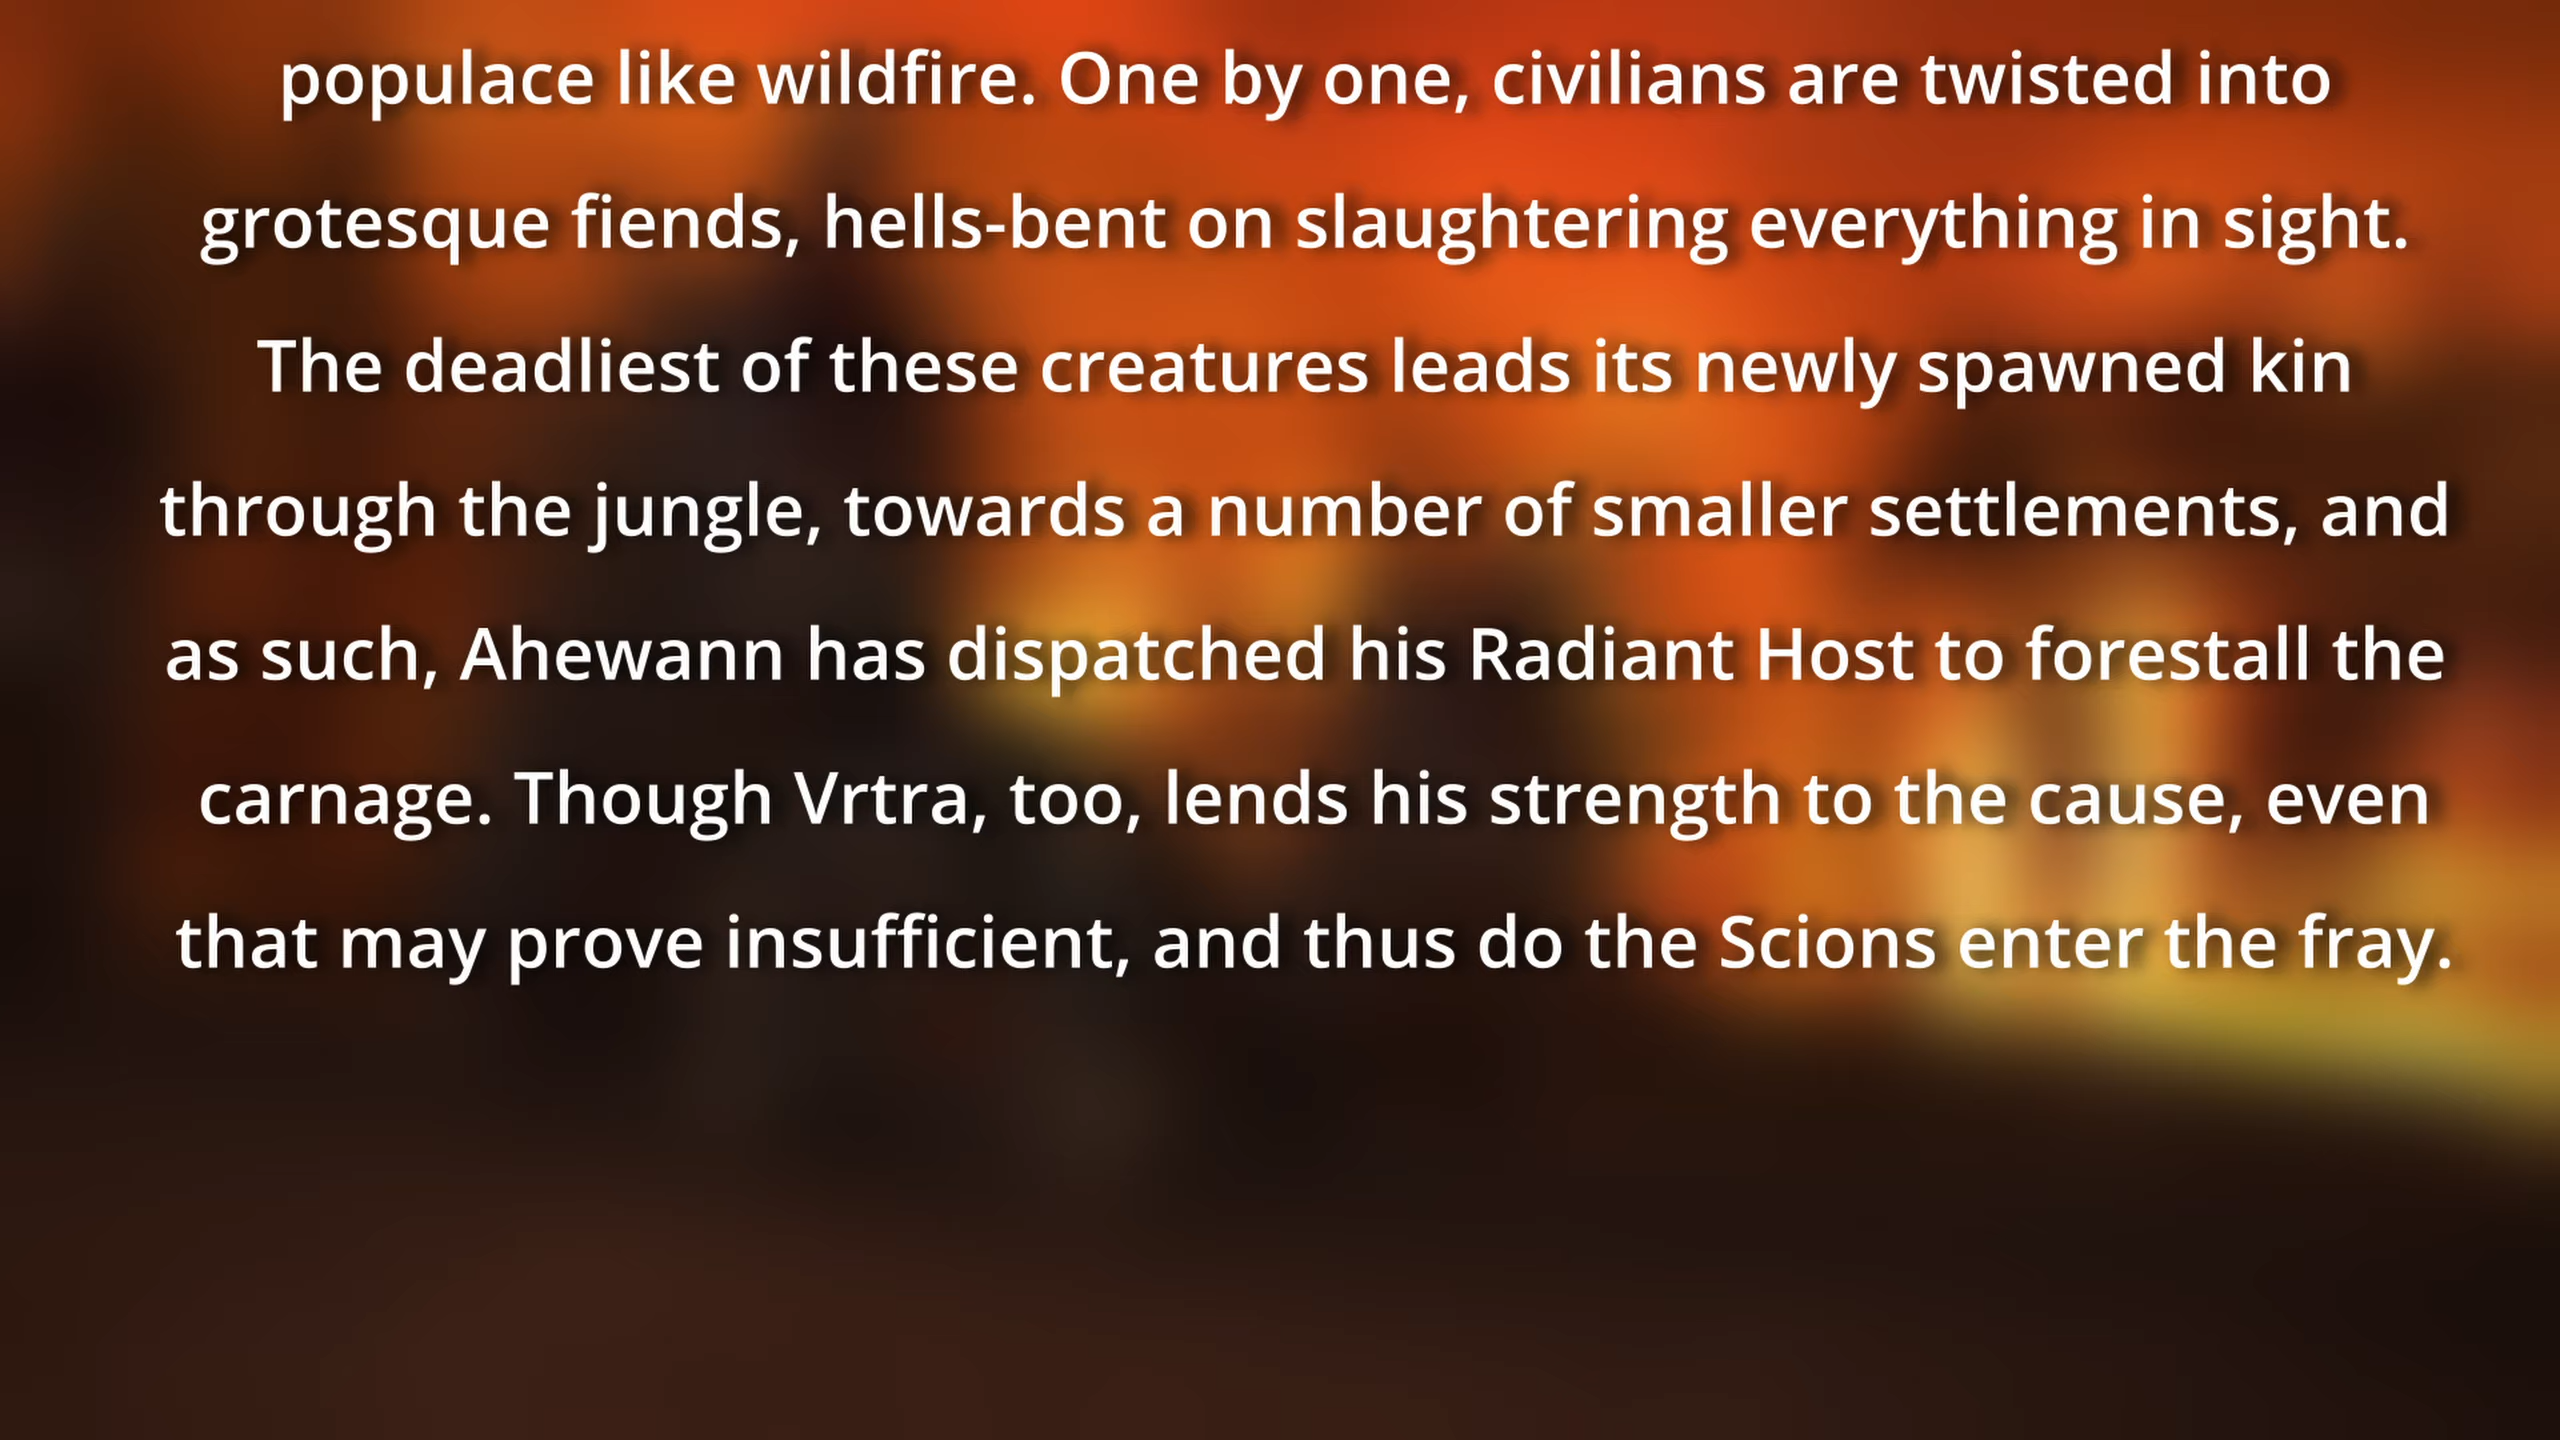 populace like wildfire. One by one, civilians are twisted into
grotesque fiends, hells-bent on slaughtering everything in sight.
The deadliest of these creatures leads its newly spawned kin
through the jungle, towards a number of smaller settlements, and
as such, Ahewann has dispatched his Radiant Host to forestall the
carnage. Though Vrtra, too, lends his strength to the cause, even
that may prove insufficient, and thus do the Scions enter the fray.